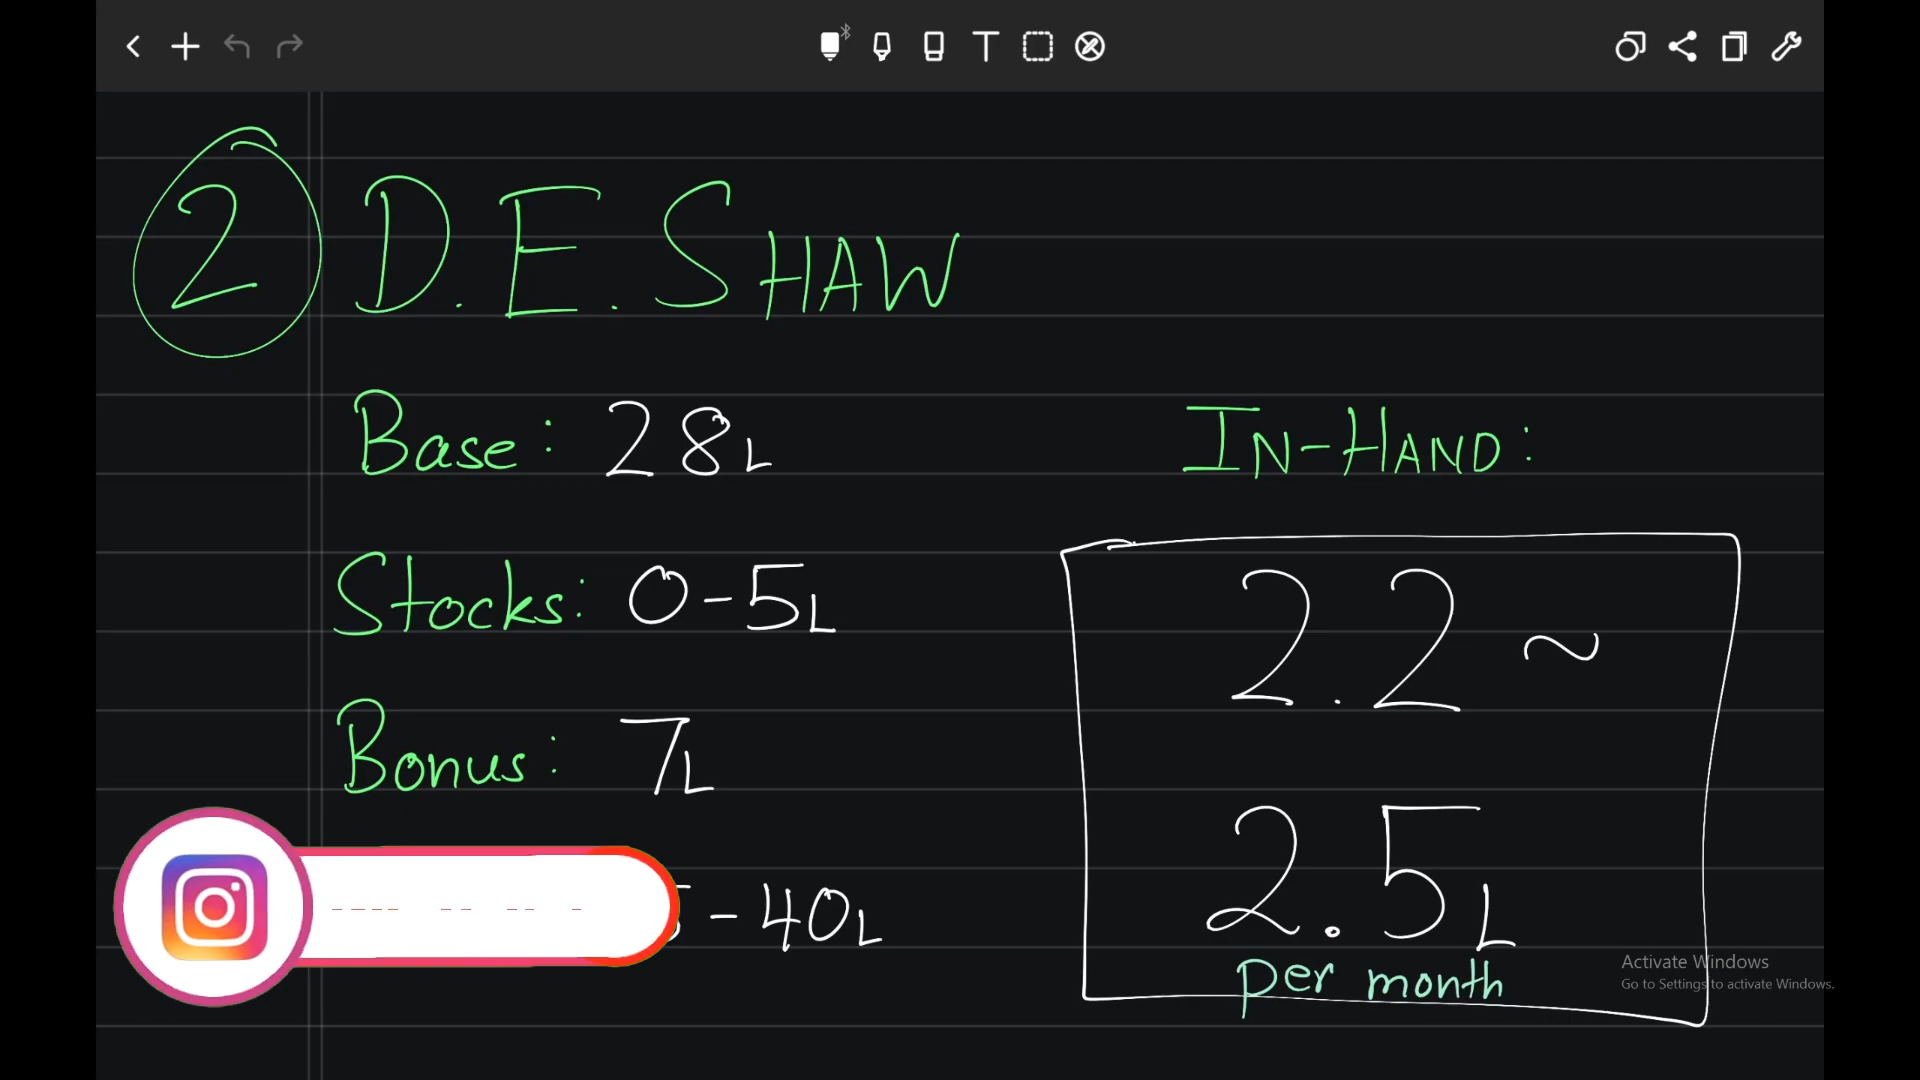 2 D.E.SHAW
Base: 28L
IN-HAND:
Stocks: 0-5L
2.2 ~
Bonus: 7L
2.5L
- 40L
per month
Activate Windows
Go to Settings to activate Windows.